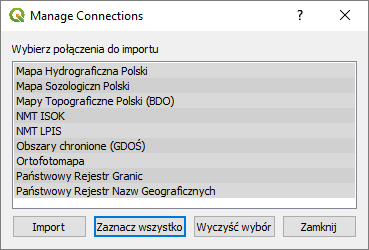 Manage Connections
Wybierz połączenia do importu
Mapa Hydrograficzna Polski
Mapa Sozologiczn Polski
Mapy Topograficzne Polski (BDO)
NMT ISOK
NMT LPIS
Obszary chronione (GDOŚ)
Ortofotomapa
Państwowy Rejestr Granic
Państwowy Rejestr Nazw Geograficznych
Import Zaznacz wszystko Wyczyść wybór Zamknij